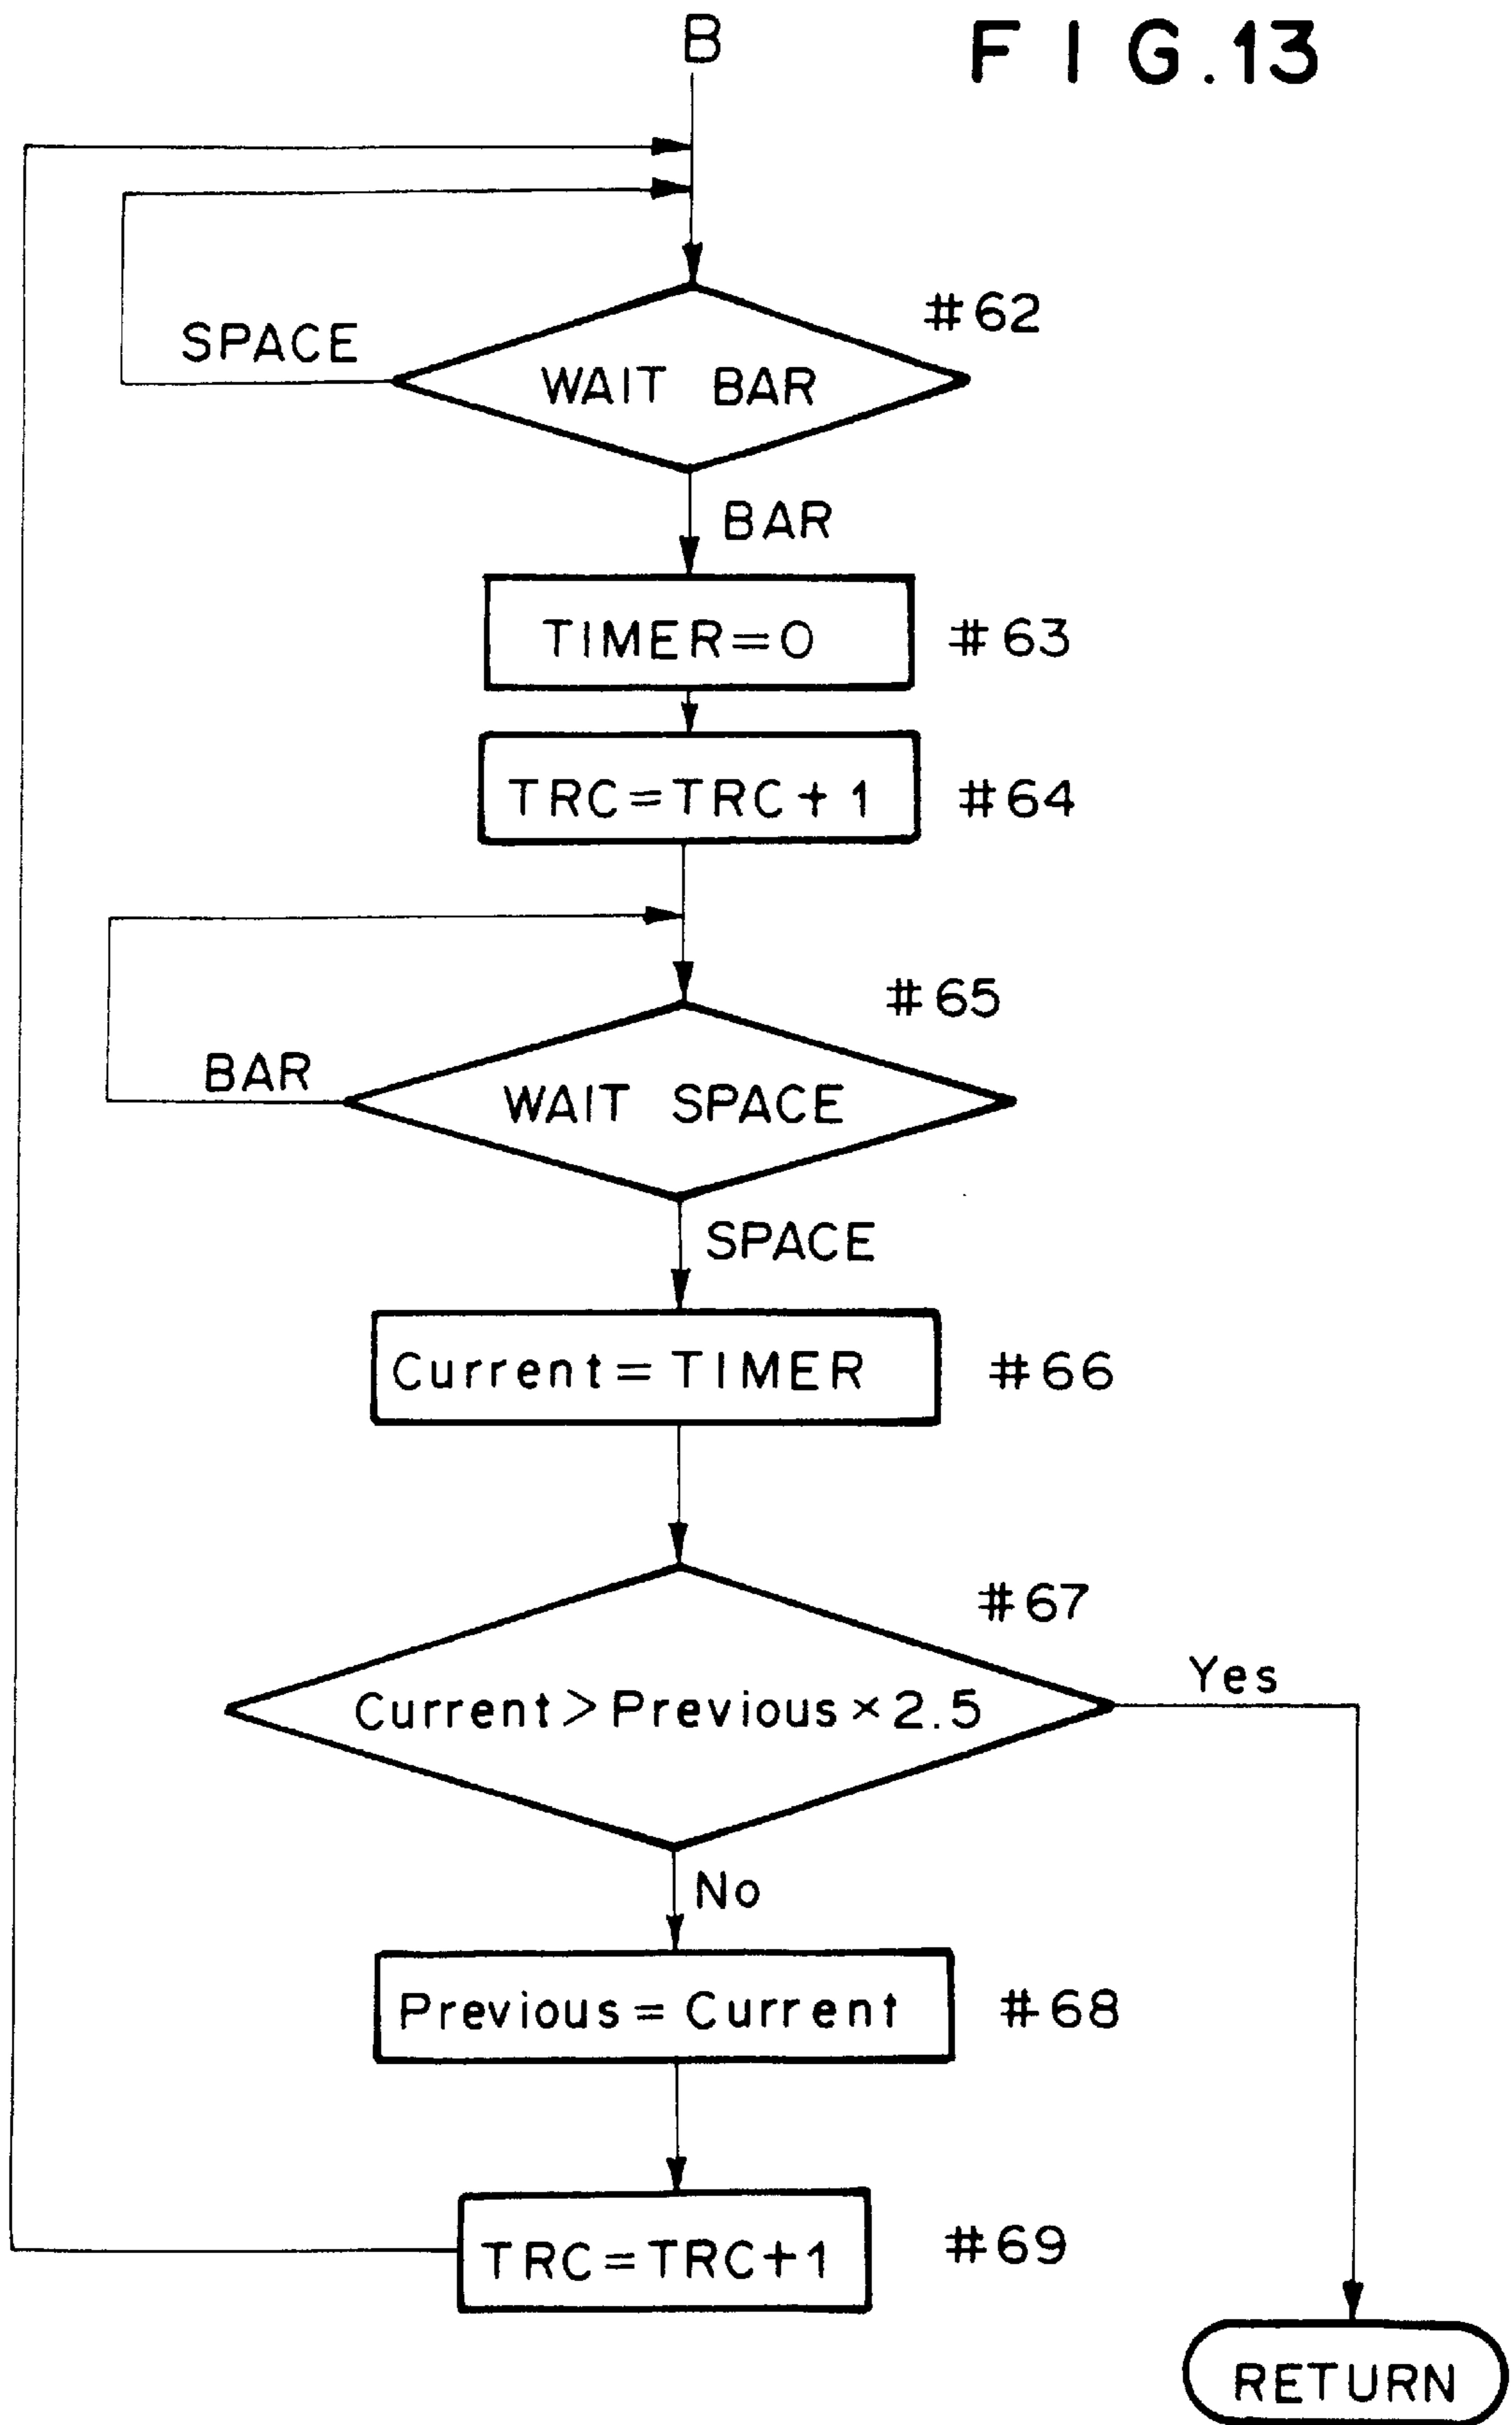 B
FIG.13
#62
SPACE
WAIT BAR
BAR
TIMER=0
#63
TRC=TRC+1
#64
#65
BAR
WAIT SPACE
SPACE
Current=TIMER
#66
#67
Yes
Current>Previous×2.5
No
Previous=Current
#68
TRC=TRC+1
#69
RETURN